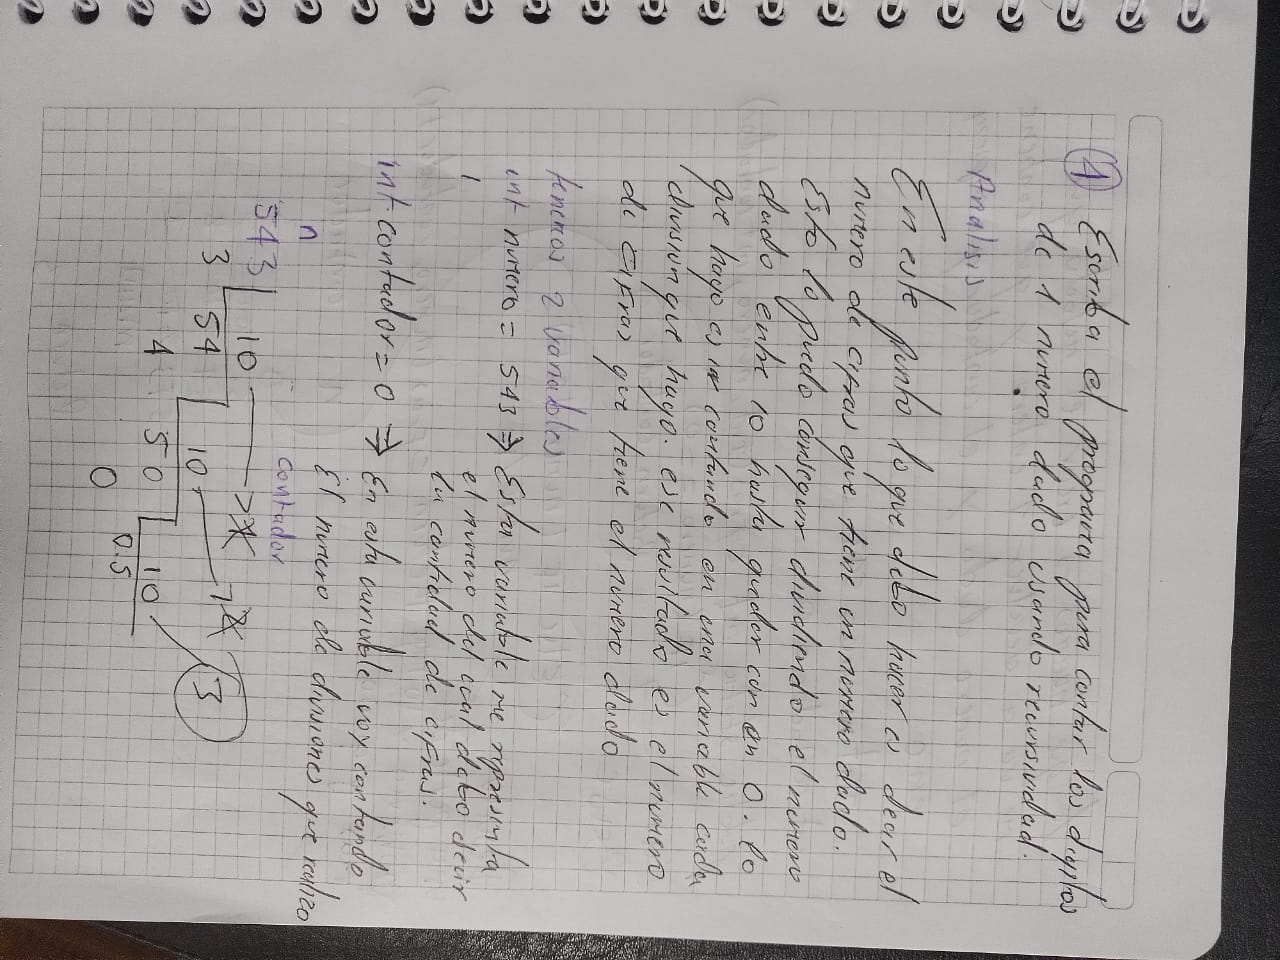 1 Escriba el programa para contar los digitos
de 1 numero dado usando recursividad.
Analisis
En este punto lo que debo hacer es decir el
numero de cifras que tiene un numero dado.
Esto lo puedo conseguir dividiendo el numero
dado entre 10 hasta quedar con en 0. lo
que hago es contando en una variable cada
division que hago. ese resultado es el numero
de cifras que tiene el numero dado
tenemos 2 variables
int numero = 543 ⇒ Esta variable me representa
el numero del cual debo decir
la cantidad de cifras.
int contador = 0 ⇒ En esta variable voy contando
El numero de divisiones que realizo
n contador
543 10
3 54 10
4 50 10
0 0.5
3